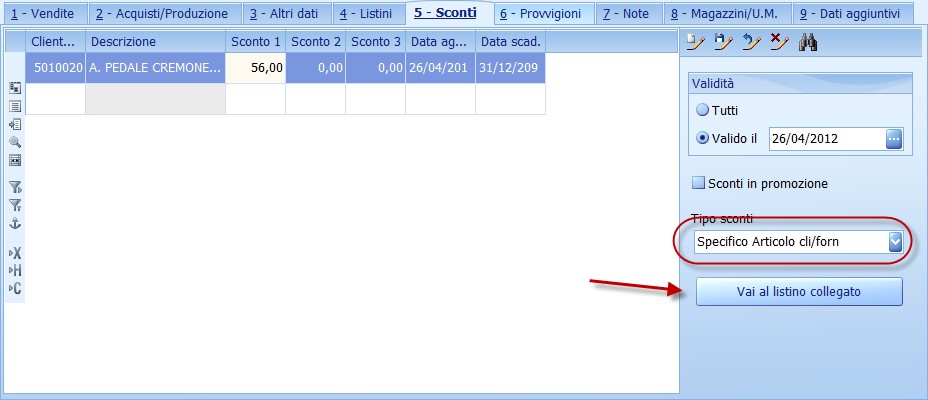 1 - Vendite 2 - Acquisti/Produzione 3 - Altri dati 4 - Listini 5 - Sconti 6 - Provvigioni 7 - Note 8 - Magazzini/U.M. 9 - Dati aggiuntivi
Client... Descrizione Sconto 1 Sconto 2 Sconto 3 Data ag... Data scad.
5010020 A. PEDALE CREMONE... 56,00 0,00 0,00 26/04/201 31/12/209
Validità
Tutti
Valido il 26/04/2012 ...
Sconti in promozione
Tipo sconti
Specifico Articolo cli/forn
Vai al listino collegato
X
H
C